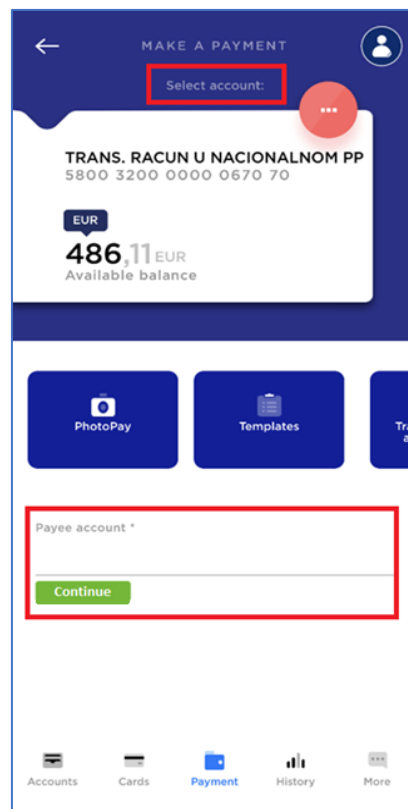 MAKE A PAYMENT
Select account:
TRANS. RACUN U NACIONALNOM PP
5800 3200 0000 0670 70
EUR
486,11 EUR
Available balance
PhotoPay
Templates
Payee account *
Continue
Accounts
Cards
Payment
History
More